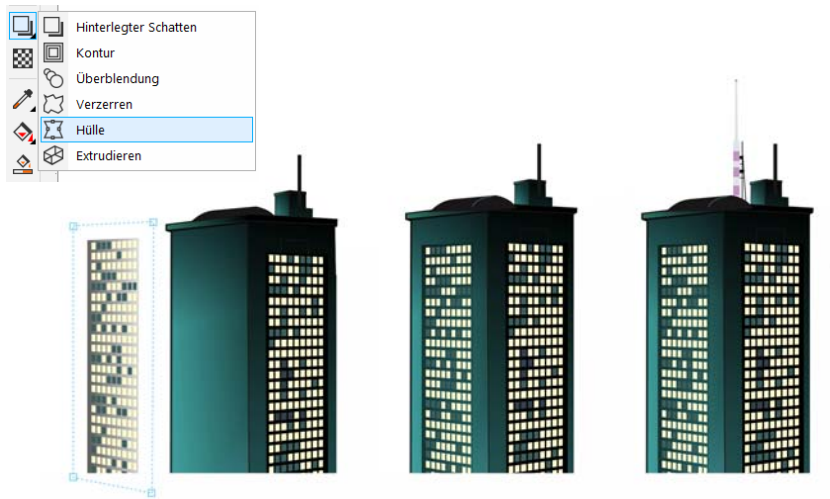 Hinterlegter Schatten
Kontur
Überblendung
Verzerren
Hülle
Extrudieren